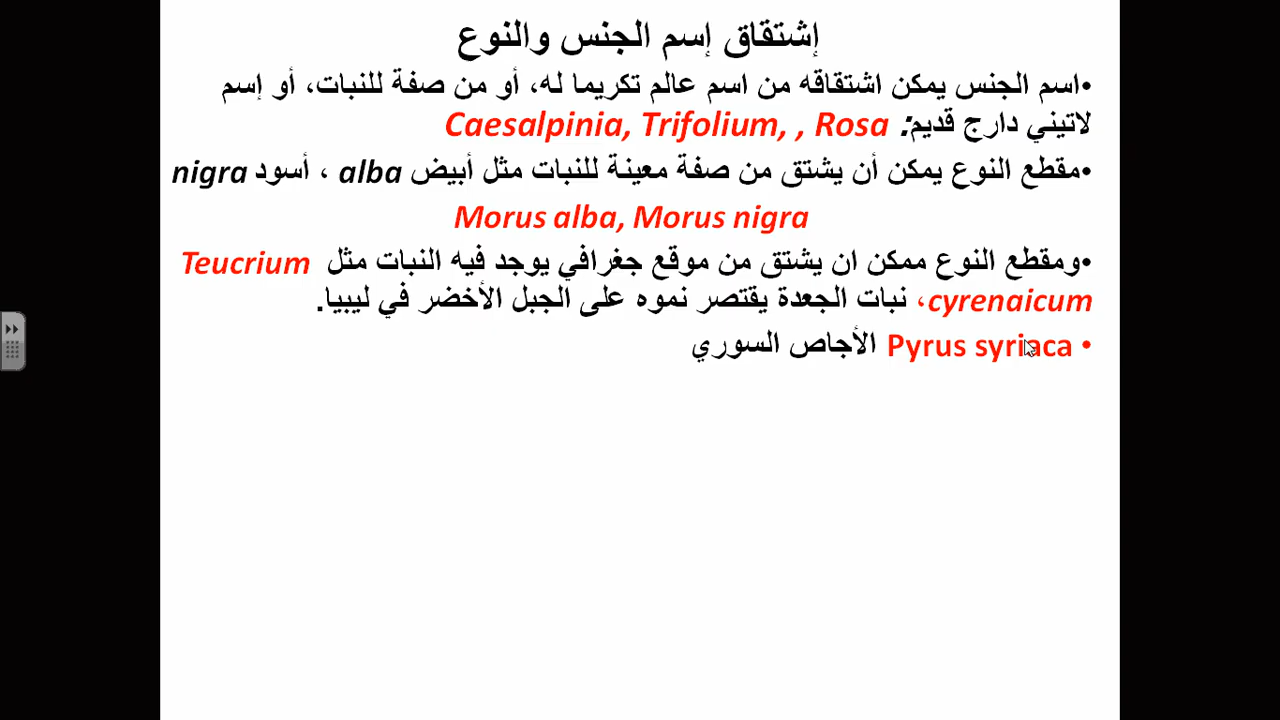 إشتقاق إسم الجنس والنوع
•اسم الجنس يمكن اشتقاقه من اسم عالم تكريما له، أو من صفة للنبات، أو إسم
لاتيني دارج قديم: Caesalpinia, Trifolium, , Rosa
•مقطع النوع يمكن أن يشتق من صفة معينة للنبات مثل أبيض alba ، أسود nigra
Morus alba, Morus nigra
•ومقطع النوع ممكن ان يشتق من موقع جغرافي يوجد فيه النبات مثل Teucrium
cyrenaicum، نبات الجعدة يقتصر نموه على الجبل الأخضر في ليبيا.
• Pyrus syriaca الأجاص السوري